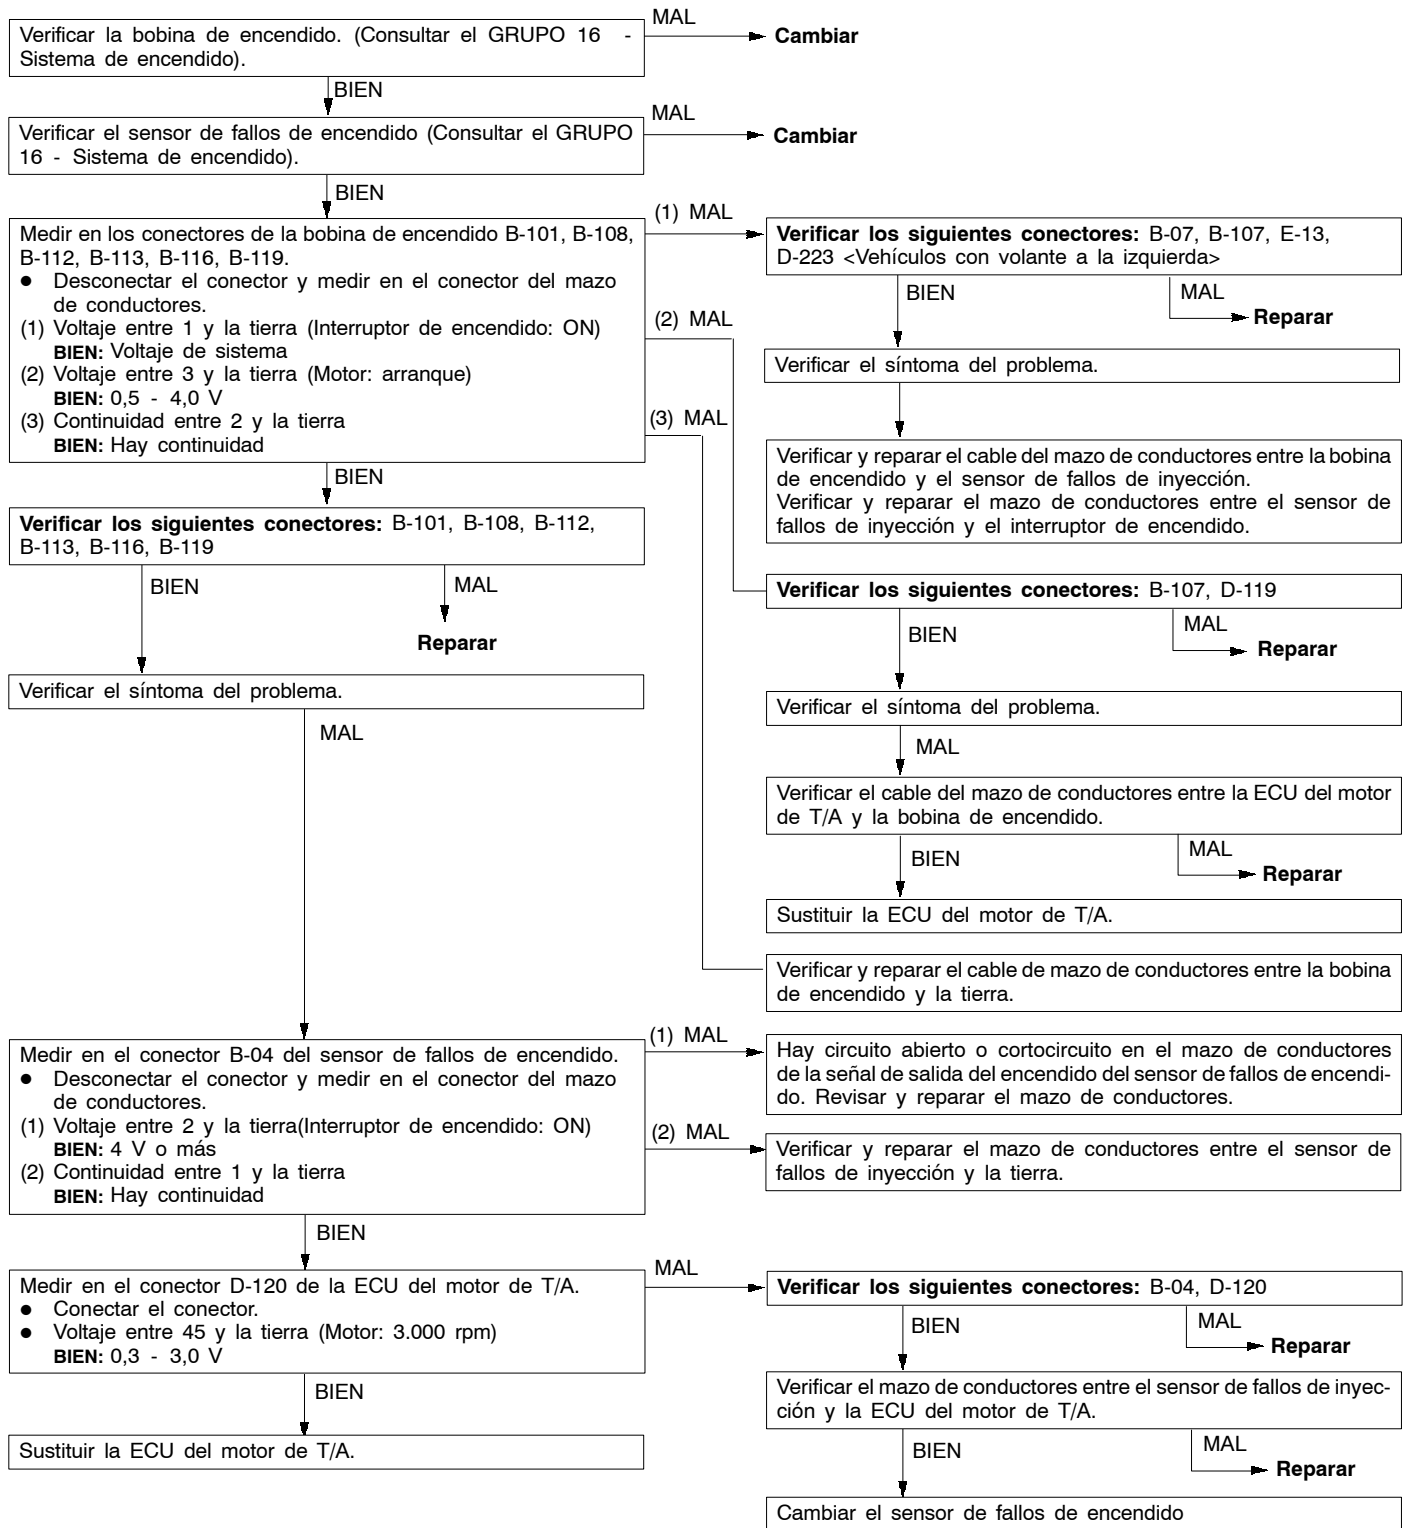 Verificar la bobina de encendido. (Consultar el GRUPO 16 -
Sistema de encendido).
MAL
Cambiar
BIEN
Verificar el sensor de fallos de encendido (Consultar el GRUPO
16 - Sistema de encendido).
MAL
Cambiar
BIEN
Medir en los conectores de la bobina de encendido B-101, B-108,
B-112, B-113, B-116, B-119.
● Desconectar el conector y medir en el conector del mazo
de conductores.
(1) Voltaje entre 1 y la tierra (Interruptor de encendido: ON)
BIEN: Voltaje de sistema
(2) Voltaje entre 3 y la tierra (Motor: arranque)
BIEN: 0,5 - 4,0 V
(3) Continuidad entre 2 y la tierra
BIEN: Hay continuidad
(1) MAL
Verificar los siguientes conectores: B-07, B-107, E-13,
D-223 <Vehículos con volante a la izquierda>
BIEN
MAL
Reparar
Verificar el síntoma del problema.
Verificar y reparar el cable del mazo de conductores entre la bobina
de encendido y el sensor de fallos de inyección.
Verificar y reparar el mazo de conductores entre el sensor de
fallos de inyección y el interruptor de encendido.
(2) MAL
Verificar los siguientes conectores: B-107, D-119
BIEN
MAL
Reparar
Verificar el síntoma del problema.
MAL
Verificar el cable del mazo de conductores entre la ECU del motor
de T/A y la bobina de encendido.
BIEN
MAL
Reparar
Sustituir la ECU del motor de T/A.
(3) MAL
Verificar y reparar el cable de mazo de conductores entre la bobina
de encendido y la tierra.
BIEN
Verificar los siguientes conectores: B-101, B-108, B-112,
B-113, B-116, B-119
BIEN
MAL
Reparar
Verificar el síntoma del problema.
MAL
Medir en el conector B-04 del sensor de fallos de encendido.
● Desconectar el conector y medir en el conector del mazo
de conductores.
(1) Voltaje entre 2 y la tierra(Interruptor de encendido: ON)
BIEN: 4 V o más
(2) Continuidad entre 1 y la tierra
BIEN: Hay continuidad
(1) MAL
Hay circuito abierto o cortocircuito en el mazo de conductores
de la señal de salida del encendido del sensor de fallos de encendi-
do. Revisar y reparar el mazo de conductores.
(2) MAL
Verificar y reparar el mazo de conductores entre el sensor de
fallos de inyección y la tierra.
BIEN
Medir en el conector D-120 de la ECU del motor de T/A.
● Conectar el conector.
● Voltaje entre 45 y la tierra (Motor: 3.000 rpm)
BIEN: 0,3 - 3,0 V
MAL
Verificar los siguientes conectores: B-04, D-120
BIEN
MAL
Reparar
Verificar el mazo de conductores entre el sensor de fallos de inyec-
ción y la ECU del motor de T/A.
BIEN
MAL
Reparar
Cambiar el sensor de fallos de encendido
BIEN
Sustituir la ECU del motor de T/A.